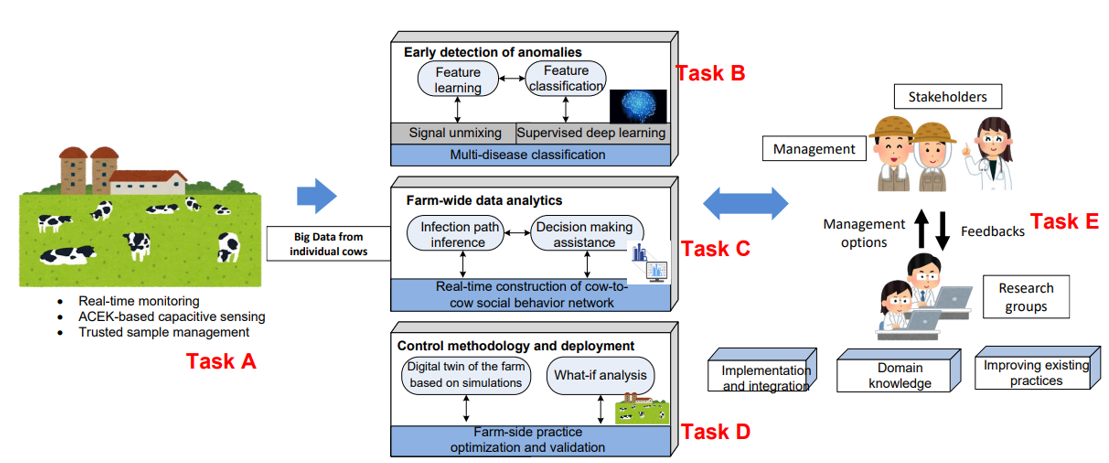 Real-time monitoring
ACEK-based capacitive sensing
Trusted sample management
Task A
Big Data from
individual cows
Early detection of anomalies
Feature
learning
Feature
classification
Signal unmixing
Supervised deep learning
Multi-disease classification
Task B
Farm-wide data analytics
Infection path
inference
Decision making
assistance
Real-time construction of cow-to-
cow social behavior network
Task C
Control methodology and deployment
Digital twin of the farm
based on simulations
What-if analysis
Farm-side practice
optimization and validation
Task D
Stakeholders
Management
Management
options
Feedbacks
Task E
Research
groups
Implementation
and integration
Domain
knowledge
Improving existing
practices